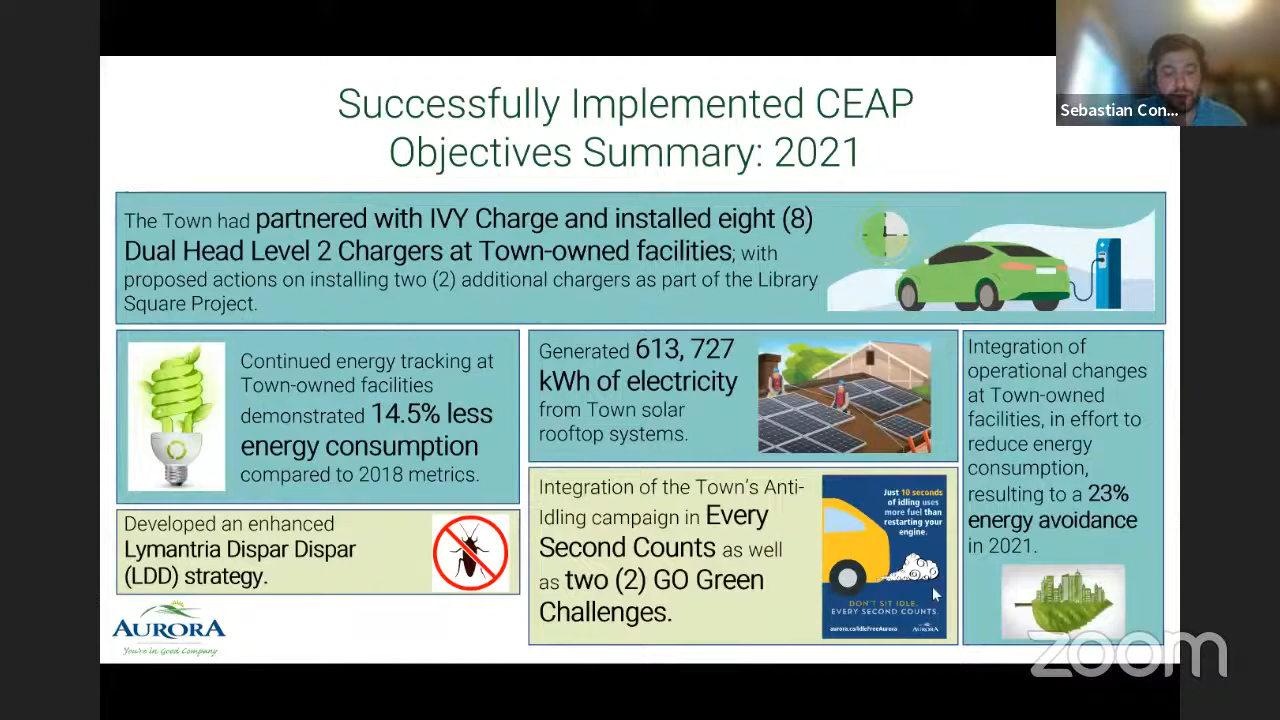 Successfully Implemented CEAP
Objectives Summary: 2021
Sebastian Con...
The Town had partnered with IVY Charge and installed eight (8)
Dual Head Level 2 Chargers at Town-owned facilities; with
proposed actions on installing two (2) additional chargers as part of the Library
Square Project.
Continued energy tracking at
Town-owned facilities
demonstrated 14.5% less
energy consumption
compared to 2018 metrics.
Generated 613, 727
kWh of electricity
from Town solar
rooftop systems.
Integration of
operational changes
at Town-owned
facilities, in effort to
reduce energy
consumption,
resulting to a 23%
energy avoidance
in 2021.
Developed an enhanced
Lymantria Dispar Dispar
(LDD) strategy.
Integration of the Town's Anti-
Idling campaign in Every
Second Counts as well
as two (2) GO Green
Challenges.
Just 10 seconds
of idling uses
more fuel than
restarting your
engine.
DON'T SIT IDLE.
EVERY SECOND COUNTS.
aurora.ca/IdleFreeAurora
AURORA
AURORA
You're in Good Company
zoom